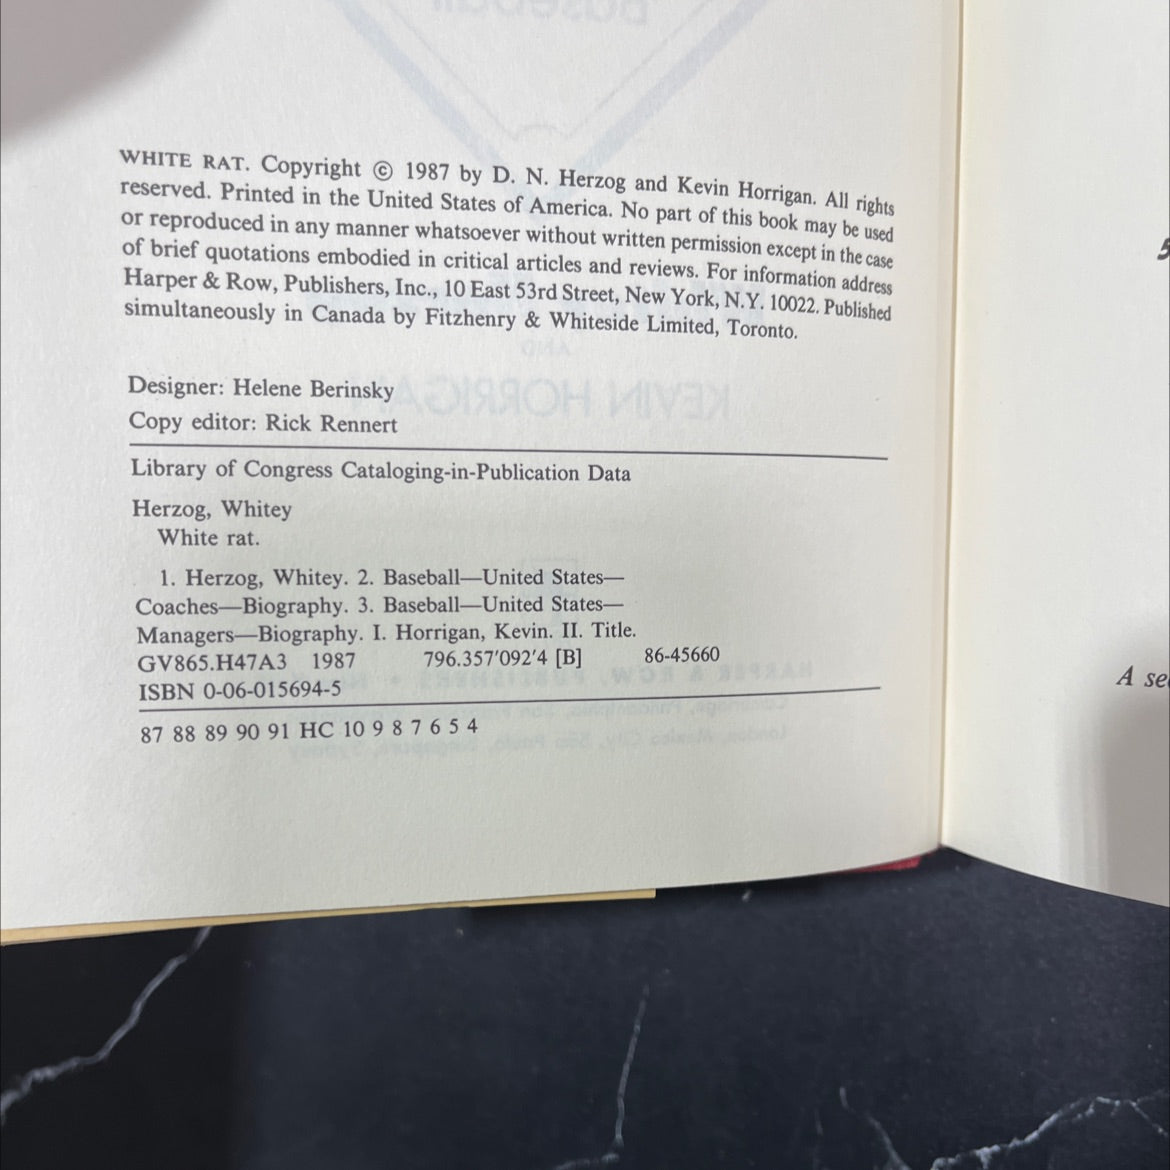 WHITE RAT. Copyright © 1987 by D. N. Herzog and Kevin Horrigan. All rights
reserved. Printed in the United States of America. No part of this book may be used
or reproduced in any manner whatsoever without written permission except in the case
of brief quotations embodied in critical articles and reviews. For information address
Harper & Row, Publishers, Inc., 10 East 53rd Street, New York, N.Y. 10022. Published
simultaneously in Canada by Fitzhenry & Whiteside Limited, Toronto.
Designer: Helene Berinsky
Copy editor: Rick Rennert
Library of Congress Cataloging-in-Publication Data
Herzog, Whitey
White rat.
1. Herzog, Whitey. 2. Baseball—United States—
Coaches—Biography. 3. Baseball—United States—
Managers—Biography. I. Horrigan, Kevin. II. Title.
GV865.H47A3 1987 796.357'092'4 [B] 86-45660
ISBN 0-06-015694-5
87 88 89 90 91 HC 10 9 8 7 6 5 4
A se